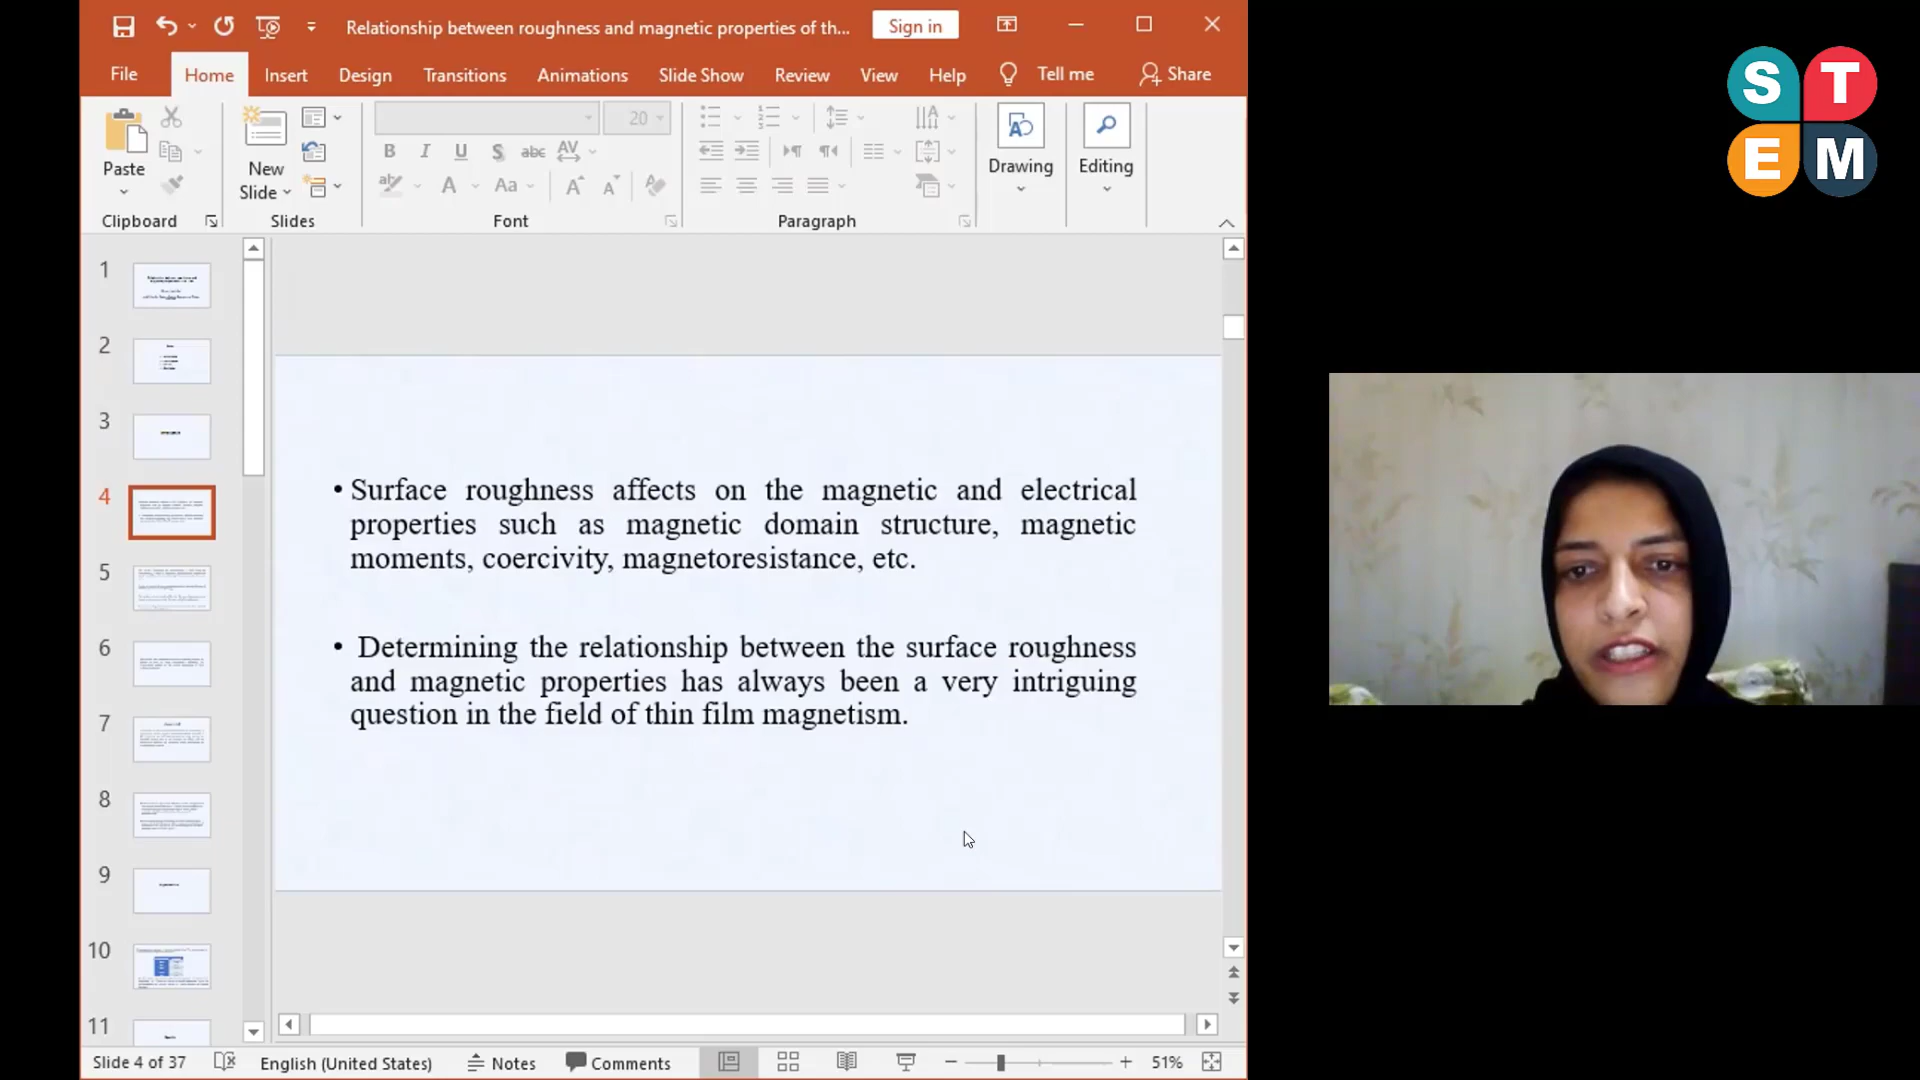 Relationship between roughness and magnetic properties of th...
Sign in
File Home Insert Design Transitions Animations Slide Show Review View Help Tell me Share
20
Paste
New
Slide
Drawing
Editing
B I U S abc AV
A Aa A A
Clipboard
Slides
Font
Paragraph
1
2
3
4
5
6
7
8
9
10
11
• Surface roughness affects on the magnetic and electrical
properties such as magnetic domain structure, magnetic
moments, coercivity, magnetoresistance, etc.
• Determining the relationship between the surface roughness
and magnetic properties has always been a very intriguing
question in the field of thin film magnetism.
Slide 4 of 37
English (United States)
Notes
Comments
51%
S T
E M